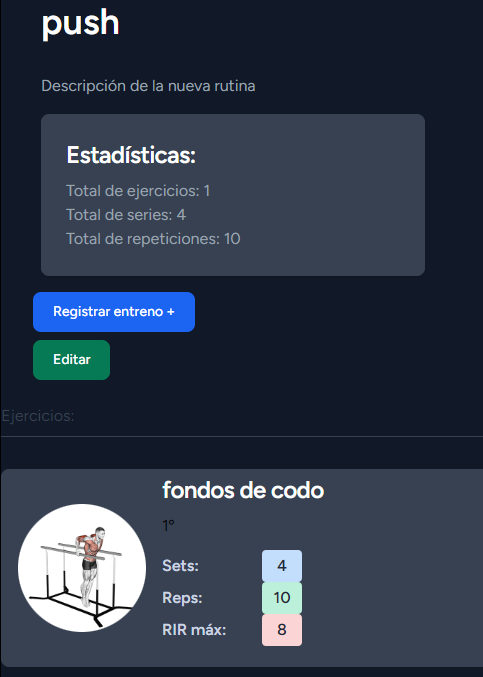 push
Descripción de la nueva rutina
Estadísticas:
Total de ejercicios: 1
Total de series: 4
Total de repeticiones: 10
Registrar entreno +
Editar
Ejercicios:
fondos de codo
1º
Sets: 4
Reps: 10
RIR máx: 8